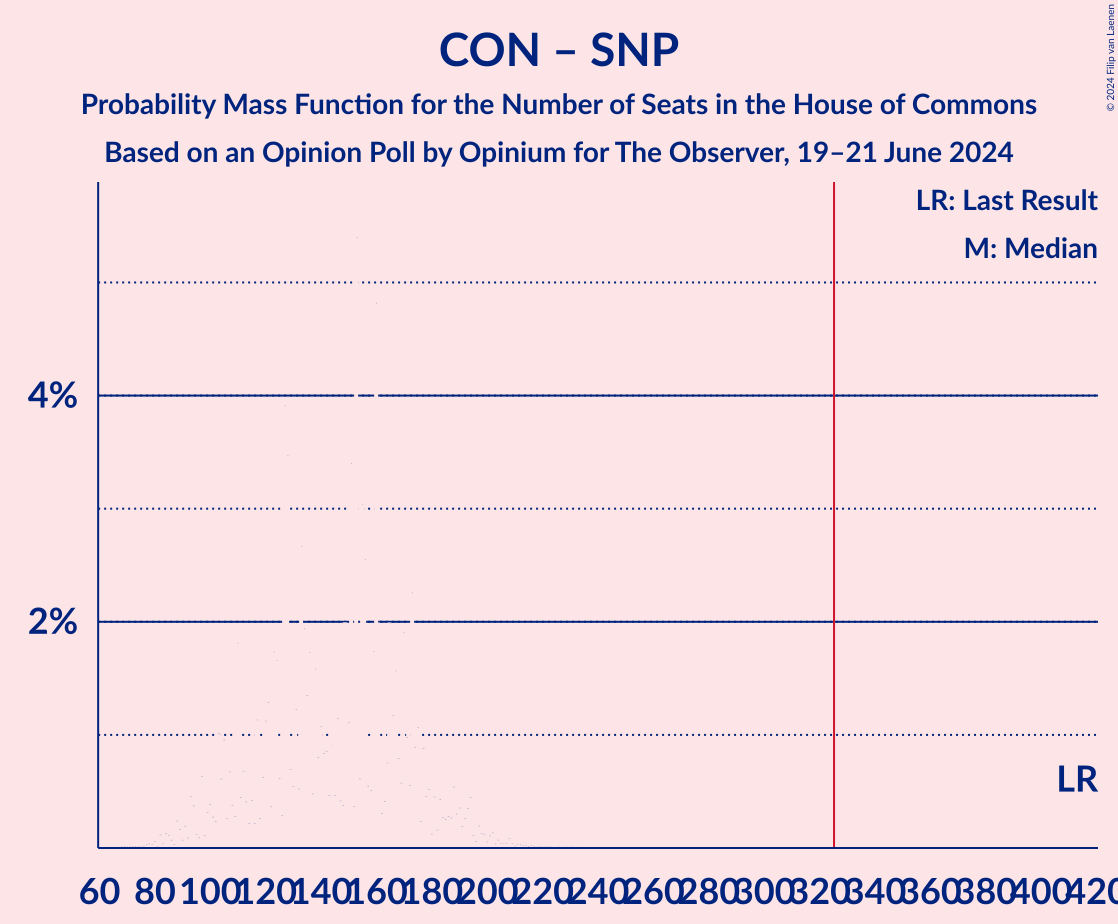 CON – SNP
Probability Mass Function for the Number of Seats in the House of Commons
Based on an Opinion Poll by Opinium for The Observer, 19–21 June 2024
© 2024 Filip van Laenen
LR: Last Result
M: Median
4%
2%
LR
60 80 100 120 140 160 180 200 220 240 260 280 300 320 340 360 380 400 420